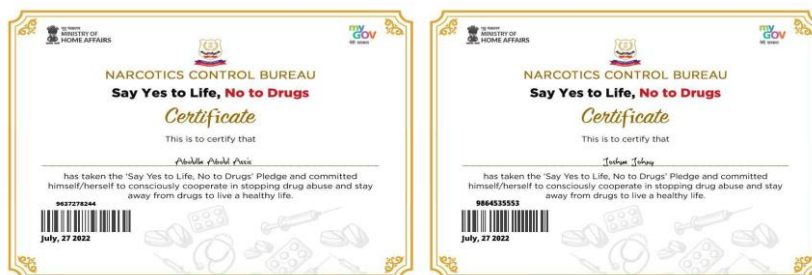 MINISTRY OF
HOME AFFAIRS
my
GOV
NARCOTICS CONTROL BUREAU
Say Yes to Life, No to Drugs
Certificate
This is to certify that
Abdulla Abdul Assis
has taken the 'Say Yes to Life, No to Drugs' Pledge and committed
himself/herself to consciously cooperate in stopping drug abuse and stay
away from drugs to live a healthy life.
9637278244
July, 27 2022
MINISTRY OF
HOME AFFAIRS
my
GOV
NARCOTICS CONTROL BUREAU
Say Yes to Life, No to Drugs
Certificate
This is to certify that
has taken the 'Say Yes to Life, No to Drugs' Pledge and committed
himself/herself to consciously cooperate in stopping drug abuse and stay
away from drugs to live a healthy life.
9864535553
July, 27 2022